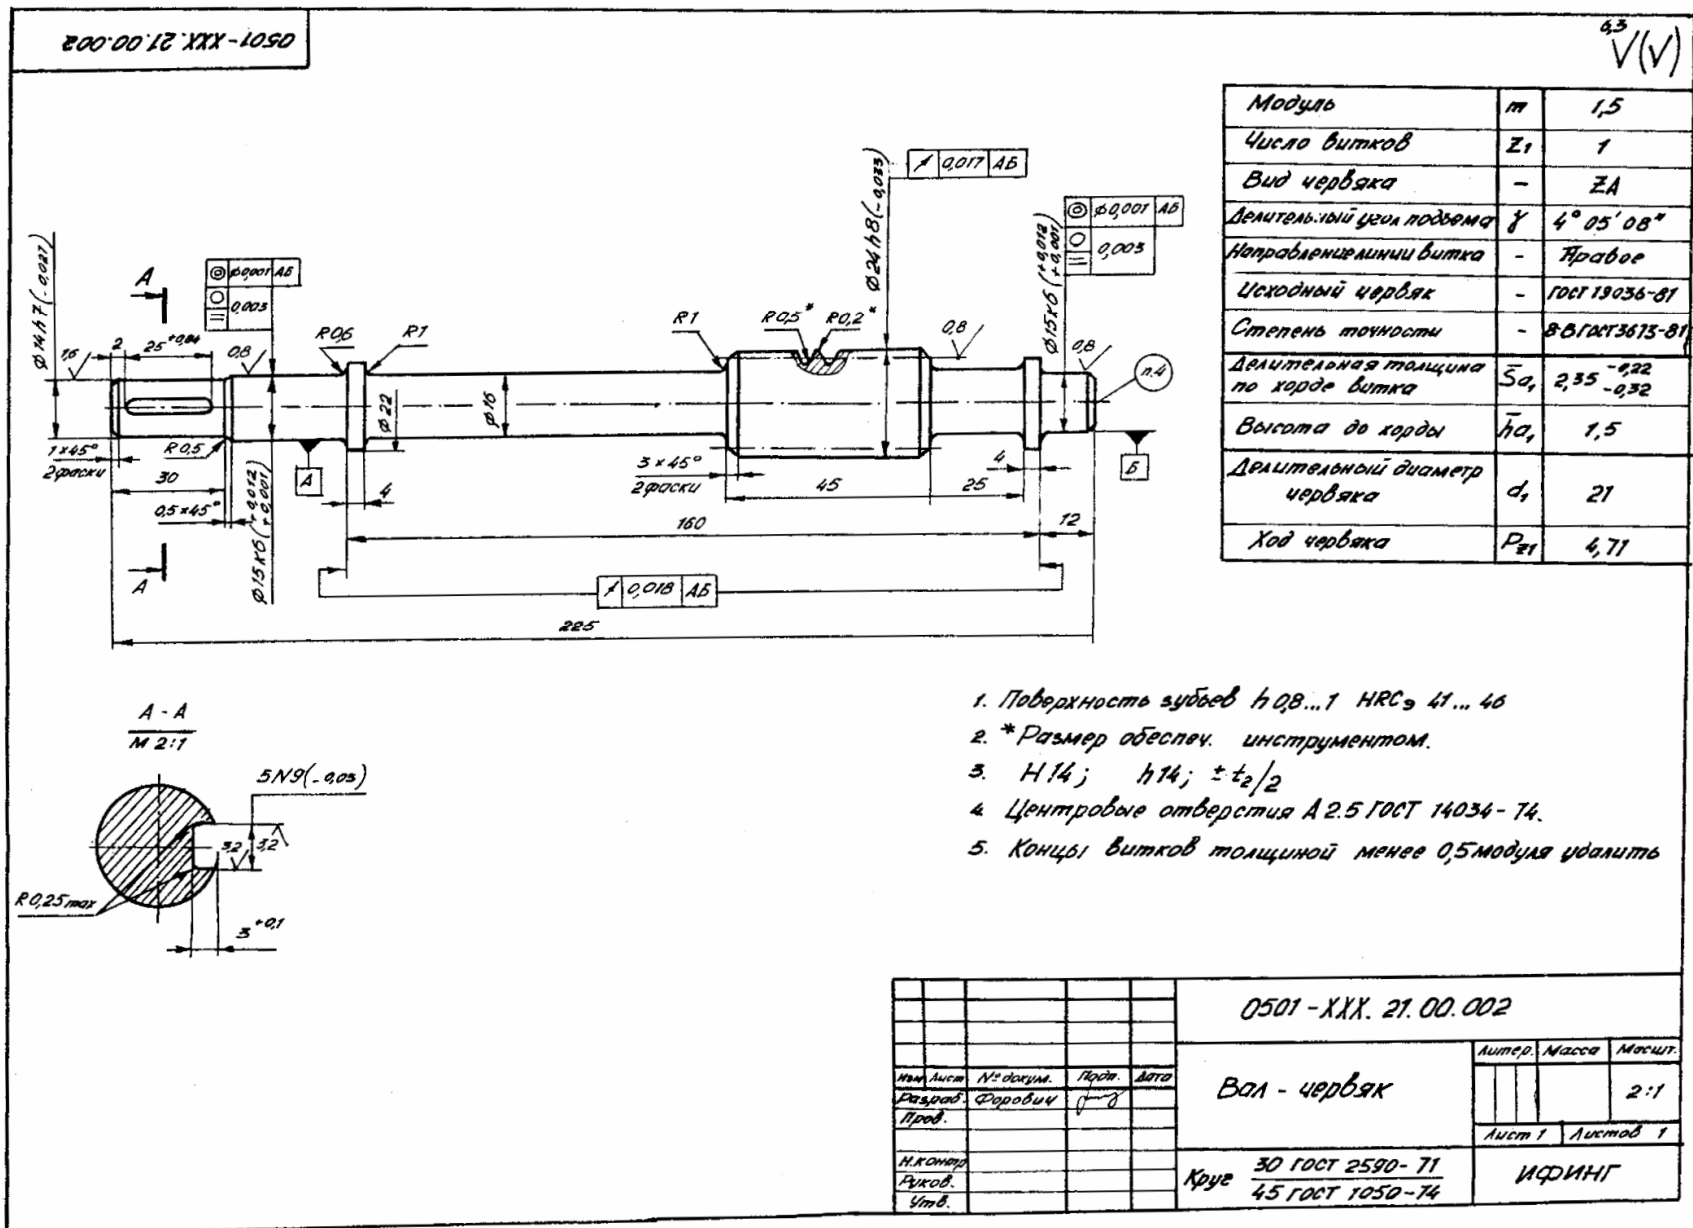 0501-XXX.21.00.002
6,3
Модуль m 1,5
Число витков Z₁ 1
Вид червяка - ZA
Делительный угол подъема γ 4° 05' 08"
Направление линии витка - Правое
Исходный червяк - ГОСТ 19036-81
Степень точности - 8-В ГОСТ 3675-81
Делительная толщина по хорде витка S̄a₁ 2,35 -0,22 -0,32
Высота до хорды h̄a₁ 1,5
Делительный диаметр червяка d₁ 21
Ход червяка Pz₁ 4,71
0,017 АБ
⌀0,001 АБ
0,003
⌀0,001 АБ
0,003
⌀14h7(-0,021)
⌀24h8(-0,033)
*
⌀15к6(+0,012 +0,001)
А
1,6
2
25+0,84
0,8
R0,6
R1
R1
R0,5*
R0,2*
0,8
0,8
п.4
⌀22
⌀16
1×45°
2 фаски
R0,5
А
Б
3×45°
2 фаски
4
30
4
45
25
0,5×45°
⌀15к6(+0,012 +0,001)
160
12
А
0,018 АБ
225
А-А
М 2:1
5N9(-0,03)
3,2
3,2
R0,25 max
3+0,1
1. Поверхность зубьев h 0,8...1 HRCэ 41...46
2. *Размер обеспеч. инструментом.
3. H14; h14; ±t₂/2
4 Центровые отверстия А 2.5 ГОСТ 14034-74.
5. Концы витков толщиной менее 0,5 модуля удалить
0501-XXX. 21. 00. 002
Изм Лист № докум. Подп. Дата
Разраб. Форович
Пров.
Н.контр
Руков.
Утв.
Вал - червяк
Литер. Масса Масшт.
2:1
Лист 1 Листов 1
Круг 30 ГОСТ 2590-71
45 ГОСТ 1050-74
ИФИНГ